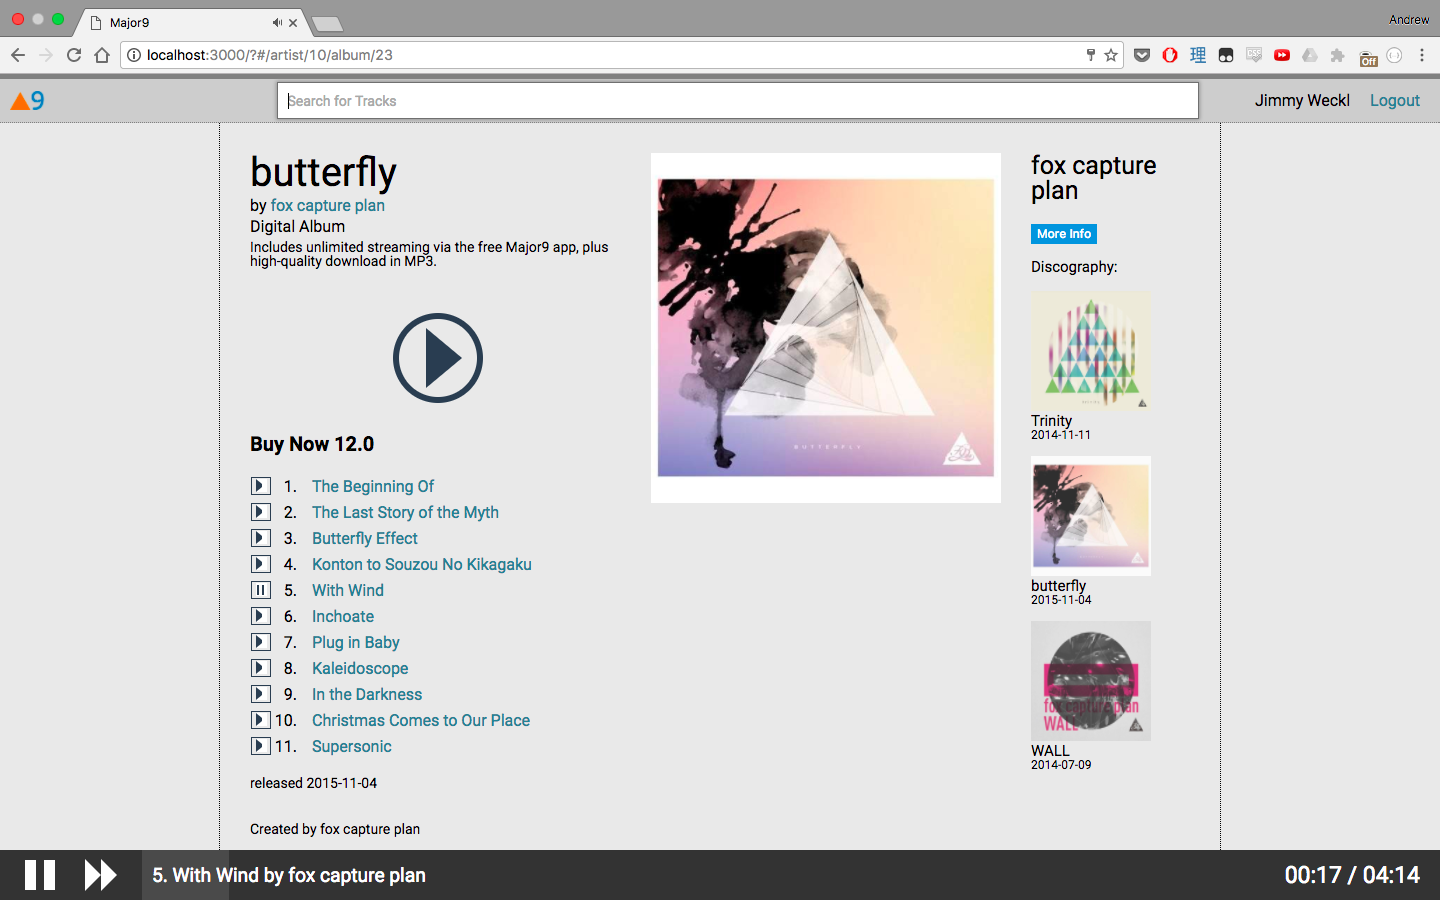 Major9
Andrew
localhost:3000/?#/artist/10/album/23
理
Off
9
Search for Tracks
Jimmy Weckl
Logout
butterfly
by fox capture plan
Digital Album
Includes unlimited streaming via the free Major9 app, plus
high-quality download in MP3.
Buy Now 12.0
1. The Beginning Of
2. The Last Story of the Myth
3. Butterfly Effect
4. Konton to Souzou No Kikagaku
5. With Wind
6. Inchoate
7. Plug in Baby
8. Kaleidoscope
9. In the Darkness
10. Christmas Comes to Our Place
11. Supersonic
released 2015-11-04
Created by fox capture plan
BUTTERFLY
fox capture
plan
More Info
Discography:
Trinity
2014-11-11
butterfly
2015-11-04
fox capture plan
WALL
WALL
2014-07-09
5. With Wind by fox capture plan
00:17 / 04:14